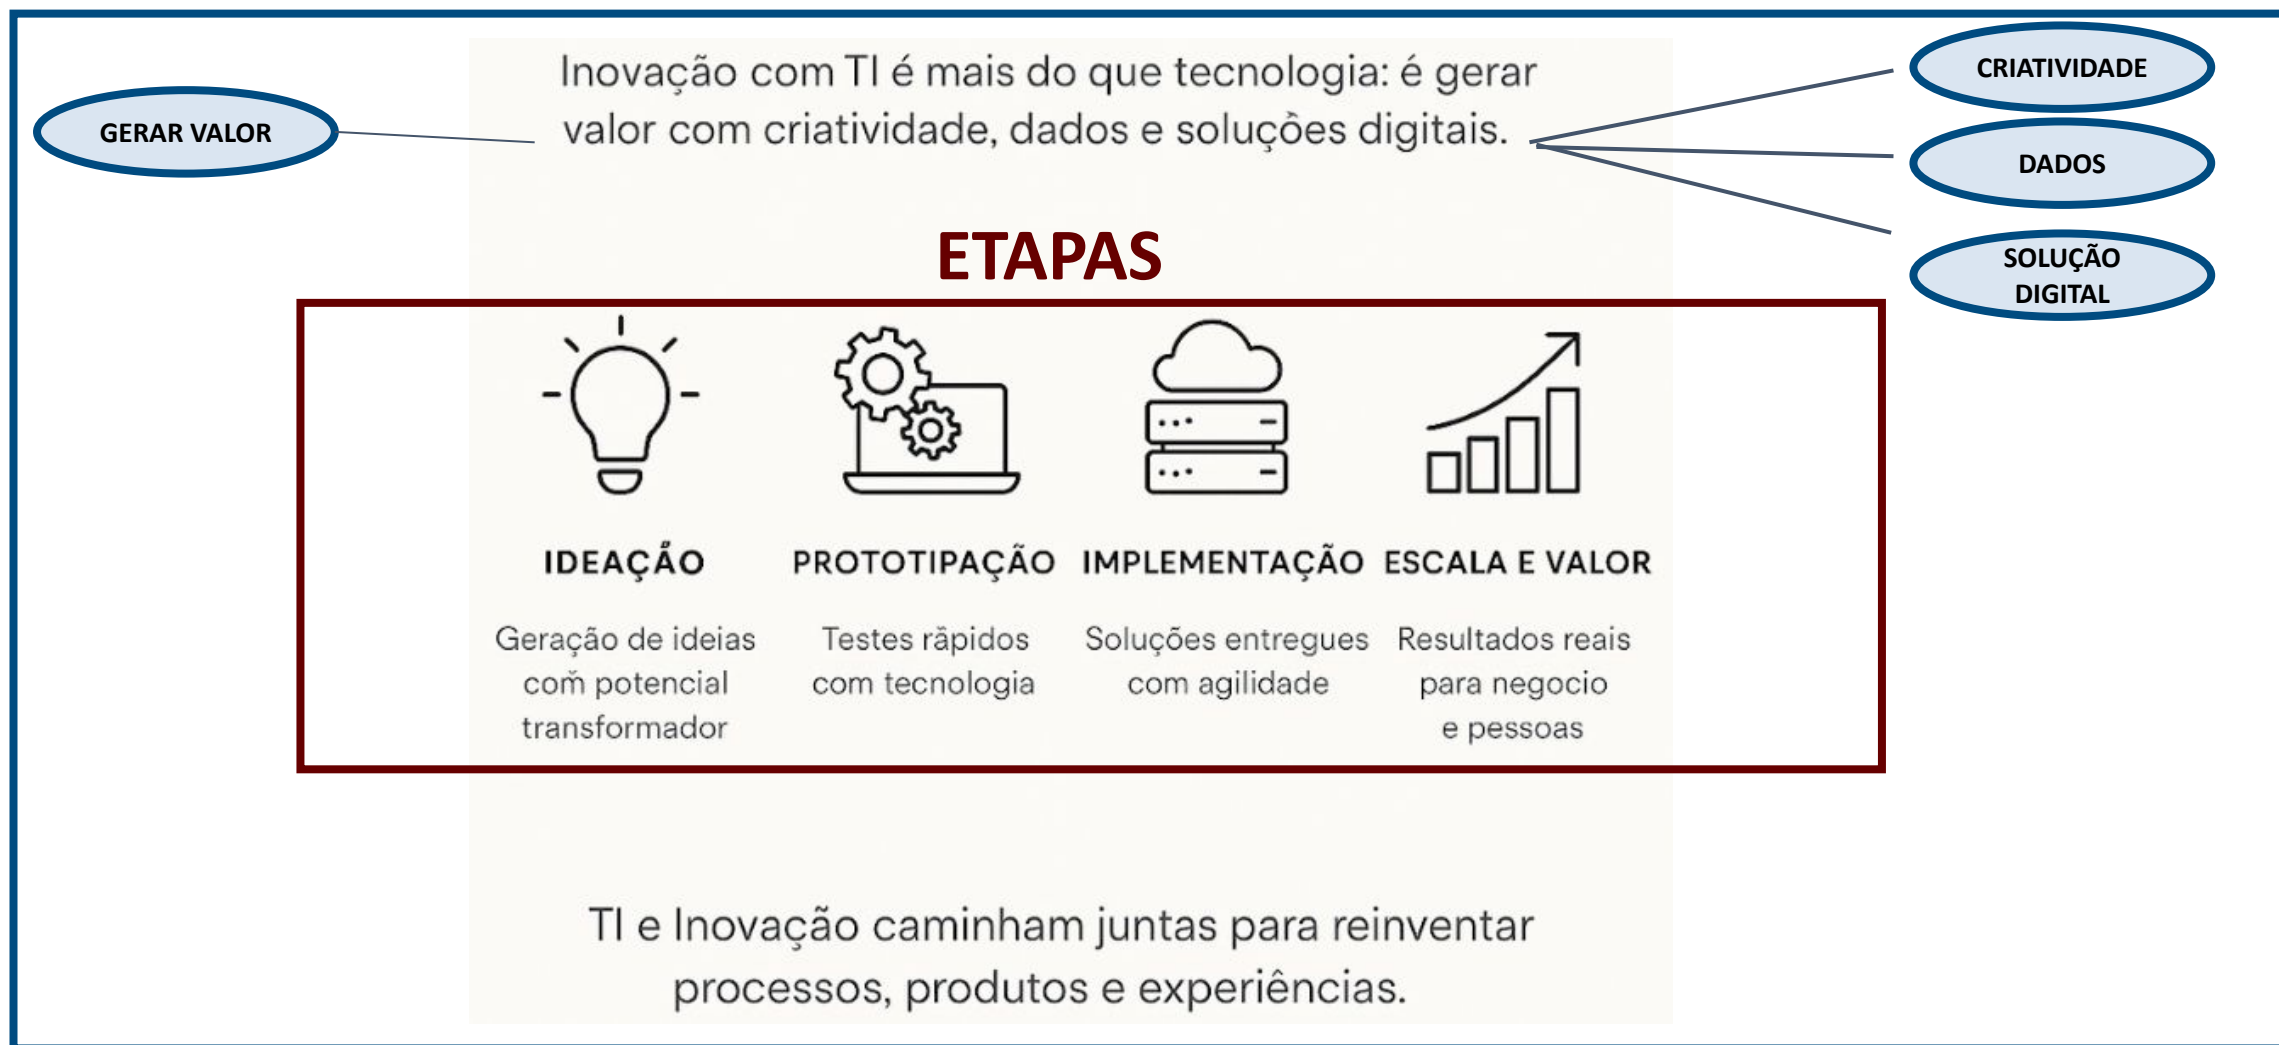 Inovação com TI é mais do que tecnologia: é gerar
valor com criatividade, dados e soluções digitais.
GERAR VALOR
CRIATIVIDADE
DADOS
SOLUÇÃO
DIGITAL
ETAPAS
IDEAÇÃO
Geração de ideias
com potencial
transformador
PROTOTIPAÇÃO
Testes rãpidos
com tecnologia
IMPLEMENTAÇÃO
Soluções entregues
com agilidade
ESCALA E VALOR
Resultados reais
para negocio
e pessoas
TI e Inovação caminham juntas para reinventar
processos, produtos e experiências.